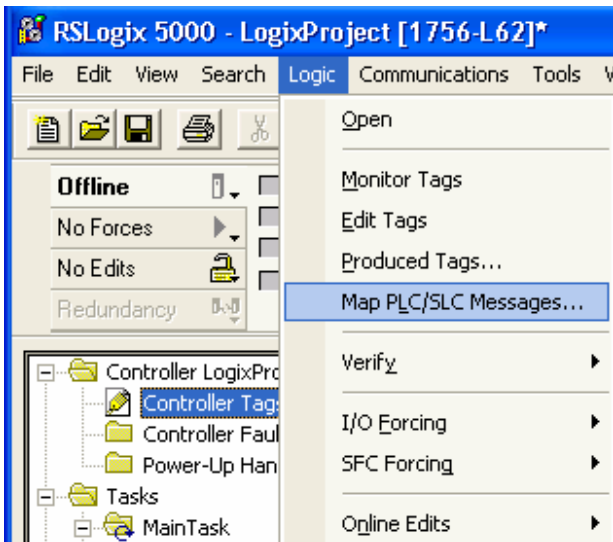 RSLogix 5000 - LogixProject [1756-L62]*
File Edit View Search Logic Communications Tools
Open
Monitor Tags
Edit Tags
Produced Tags...
Map PLC/SLC Messages...
Verify
I/O Forcing
SFC Forcing
Online Edits
Offline
No Forces
No Edits
Redundancy
Controller LogixPro
Controller Tag
Controller Faul
Power-Up Han
Tasks
MainTask